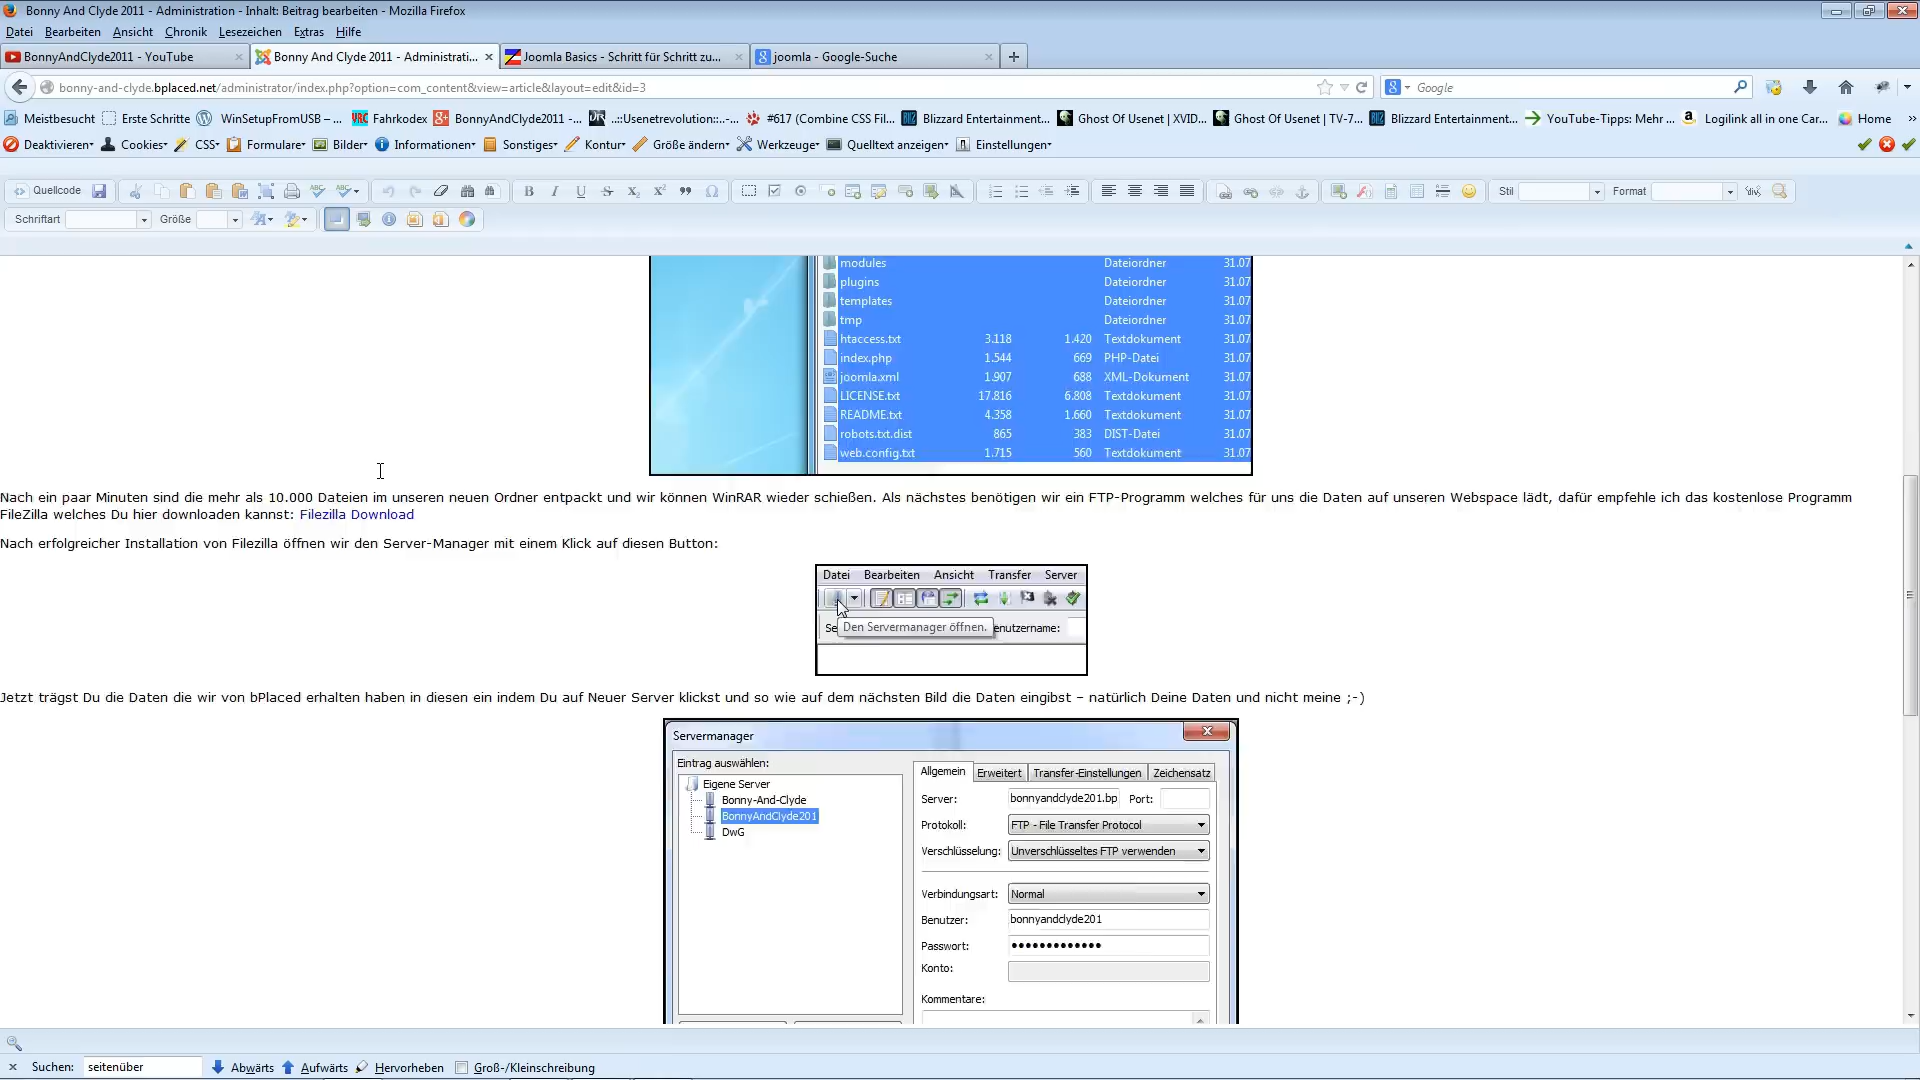 Bonny And Clyde 2011 - Administration - Inhalt: Beitrag bearbeiten - Mozilla Firefox
Datei Bearbeiten Ansicht Chronik Lesezeichen Extras Hilfe
BonnyAndClyde2011 - YouTube Bonny And Clyde 2011 - Administrati... Joomla Basics - Schritt für Schritt zu... joomla - Google-Suche
bonny-and-clyde.bplaced.net/administrator/index.php?option=com_content&view=article&layout=edit&id=3 Google
Meistbesucht Erste Schritte WinSetupFromUSB – ... Fahrkodex BonnyAndClyde2011 -... ..::Usenetrevolution::..-... #617 (Combine CSS Fil... Blizzard Entertainment... Ghost Of Usenet | XVID... Ghost Of Usenet | TV-7... Blizzard Entertainment... YouTube-Tipps: Mehr ... Logilink all in one Car... Home
Deaktivieren Cookies CSS Formulare Bilder Informationen Sonstiges Kontur Größe ändern Werkzeuge Quelltext anzeigen Einstellungen
Quellcode Stil Format
Schriftart Größe
modules Dateiordner 31.07
plugins Dateiordner 31.07
templates Dateiordner 31.07
tmp Dateiordner 31.07
htaccess.txt 3.118 1.420 Textdokument 31.07
index.php 1.544 669 PHP-Datei 31.07
joomla.xml 1.907 688 XML-Dokument 31.07
LICENSE.txt 17.816 6.808 Textdokument 31.07
README.txt 4.358 1.660 Textdokument 31.07
robots.txt.dist 865 383 DIST-Datei 31.07
web.config.txt 1.715 560 Textdokument 31.07
Nach ein paar Minuten sind die mehr als 10.000 Dateien im unseren neuen Ordner entpackt und wir können WinRAR wieder schießen. Als nächstes benötigen wir ein FTP-Programm welches für uns die Daten auf unseren Webspace lädt, dafür empfehle ich das kostenlose Programm
FileZilla welches Du hier downloaden kannst: Filezilla Download
Nach erfolgreicher Installation von Filezilla öffnen wir den Server-Manager mit einem Klick auf diesen Button:
Datei Bearbeiten Ansicht Transfer Server
Se Den Servermanager öffnen. enutzername:
Jetzt trägst Du die Daten die wir von bPlaced erhalten haben in diesen ein indem Du auf Neuer Server klickst und so wie auf dem nächsten Bild die Daten eingibst – natürlich Deine Daten und nicht meine ;-)
Servermanager
Eintrag auswählen:
Eigene Server
Bonny-And-Clyde
BonnyAndClyde201
DwG
Allgemein Erweitert Transfer-Einstellungen Zeichensatz
Server: bonnyandclyde201.bp Port:
Protokoll: FTP - File Transfer Protocol
Verschlüsselung: Unverschlüsseltes FTP verwenden
Verbindungsart: Normal
Benutzer: bonnyandclyde201
Passwort: •••••••••••••
Konto:
Kommentare:
Suchen: seitenüber Abwärts Aufwärts Hervorheben Groß-/Kleinschreibung